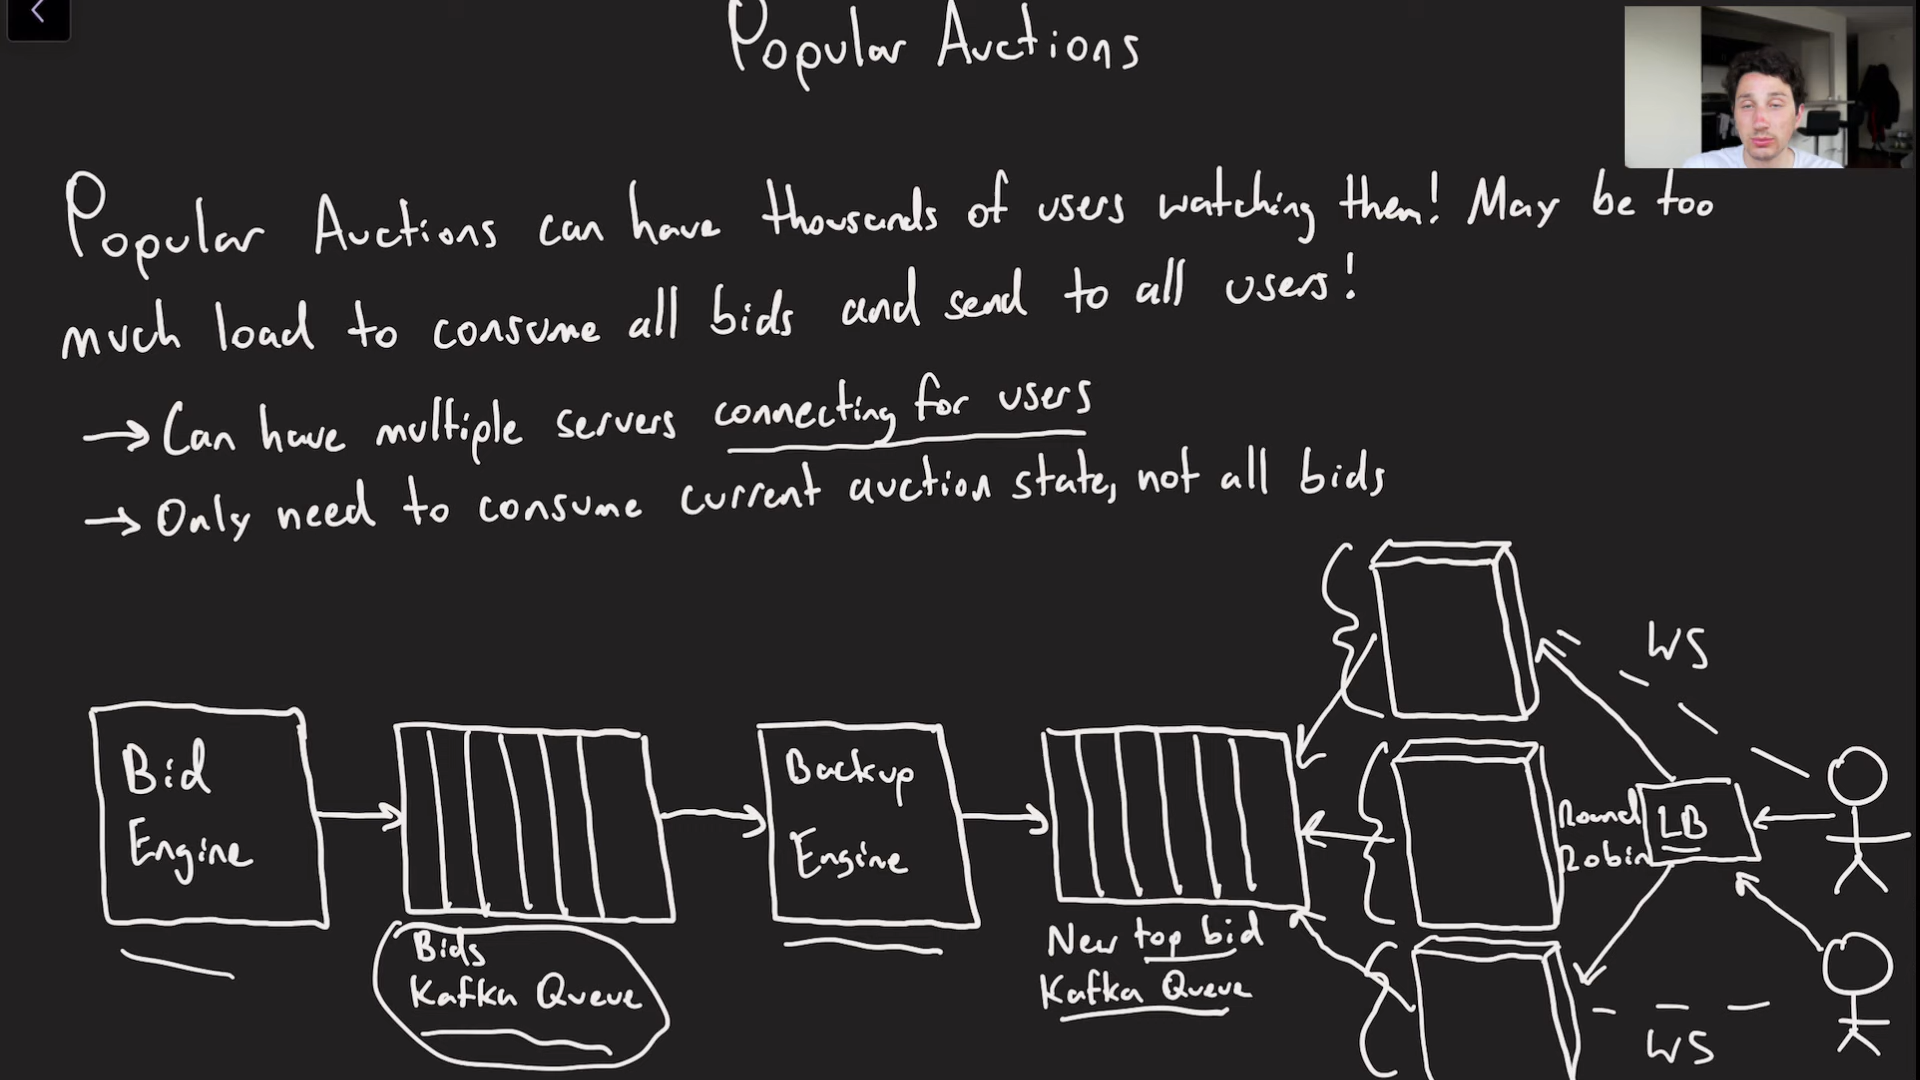 Popular Auctions
Popular Auctions can have thousands of users watching them! May be too
much load to consume all bids and send to all users!
→ Can have multiple servers connecting for users
→ Only need to consume current auction state, not all bids
WS
Bid
Engine
Backup
Engine
Round
Robin
LB
Bids
Kafka Queue
New top bid
Kafka Queue
WS